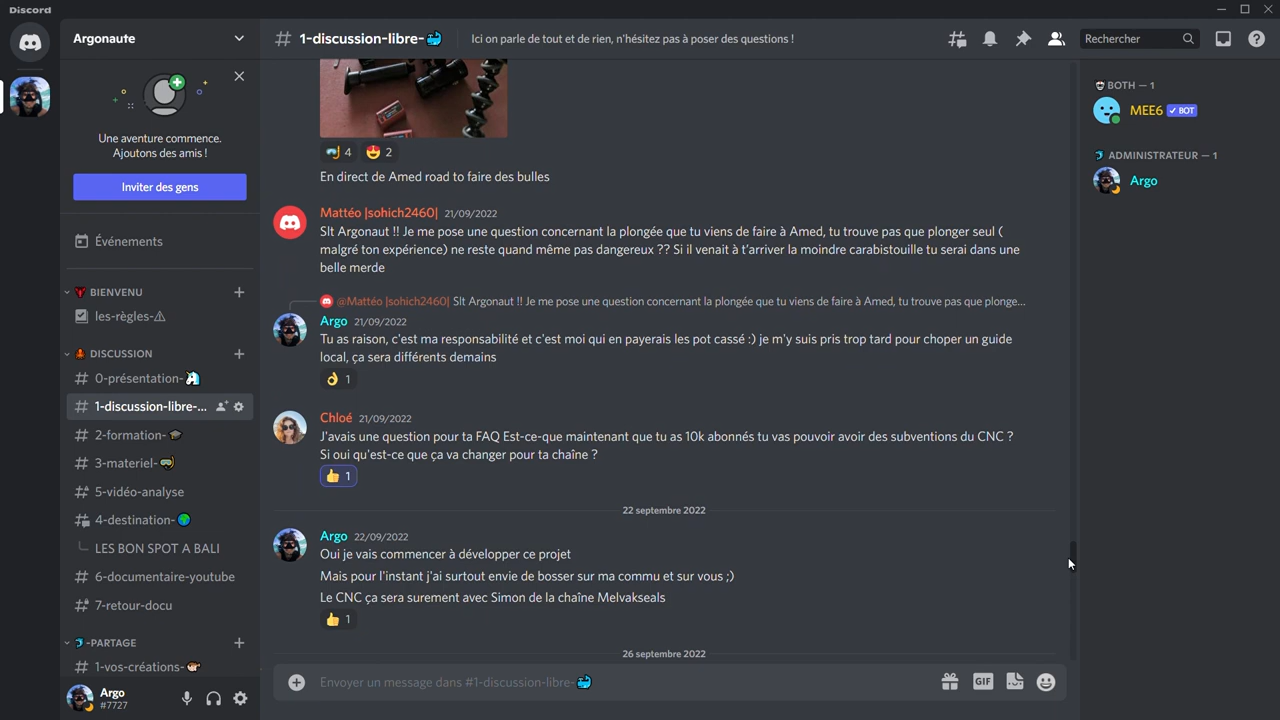 Discord
Argonaute
1-discussion-libre-
Ici on parle de tout et de rien, n'hésitez pas à poser des questions !
Rechercher
Une aventure commence.
Ajoutons des amis !
Inviter des gens
Événements
BIENVENU
les-règles-⚠
DISCUSSION
0-présentation-
1-discussion-libre-...
2-formation-
3-materiel-
5-vidéo-analyse
4-destination-
LES BON SPOT A BALI
6-documentaire-youtube
7-retour-docu
-PARTAGE
1-vos-créations-
Argo
#7727
4
2
En direct de Amed road to faire des bulles
Mattéo |sohich2460| 21/09/2022
Slt Argonaut !! Je me pose une question concernant la plongée que tu viens de faire à Amed, tu trouve pas que plonger seul (
malgré ton expérience) ne reste quand même pas dangereux ?? Si il venait à t'arriver la moindre carabistouille tu serai dans une
belle merde
@Mattéo |sohich2460| Slt Argonaut !! Je me pose une question concernant la plongée que tu viens de faire à Amed, tu trouve pas que plonge...
Argo 21/09/2022
Tu as raison, c'est ma responsabilité et c'est moi qui en payerais les pot cassé :) je m'y suis pris trop tard pour choper un guide
local, ça sera différents demains
1
Chloé 21/09/2022
J'avais une question pour ta FAQ Est-ce-que maintenant que tu as 10k abonnés tu vas pouvoir avoir des subventions du CNC ?
Si oui qu'est-ce que ça va changer pour ta chaîne ?
1
22 septembre 2022
Argo 22/09/2022
Oui je vais commencer à développer ce projet
Mais pour l'instant j'ai surtout envie de bosser sur ma commu et sur vous ;)
Le CNC ça sera surement avec Simon de la chaîne Melvakseals
1
26 septembre 2022
Envoyer un message dans #1-discussion-libre-
GIF
BOTH — 1
MEE6 ✓ BOT
ADMINISTRATEUR — 1
Argo